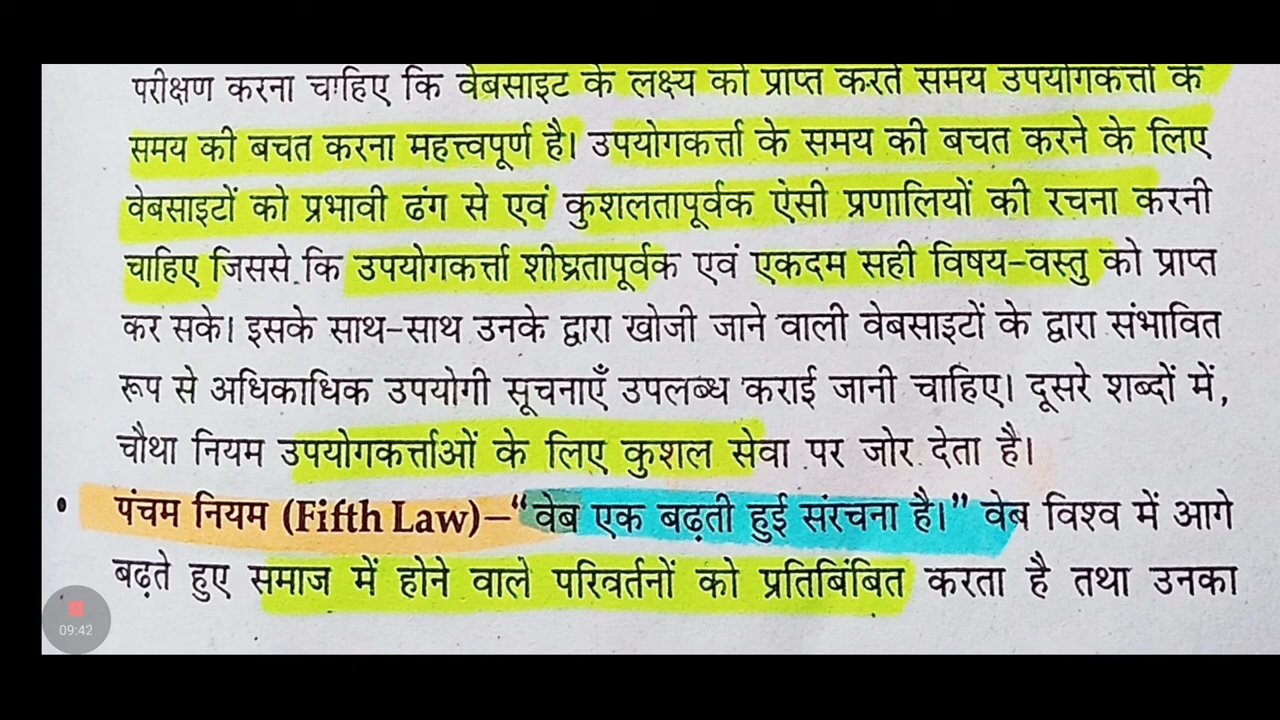 परीक्षण करना चाहिए कि वेबसाइट के लक्ष्य को प्राप्त करते समय उपयोगकर्त्ता के
समय की बचत करना महत्त्वपूर्ण है। उपयोगकर्त्ता के समय की बचत करने के लिए
वेबसाइटों को प्रभावी ढंग से एवं कुशलतापूर्वक ऐसी प्रणालियों की रचना करनी
चाहिए जिससे कि उपयोगकर्त्ता शीघ्रतापूर्वक एवं एकदम सही विषय-वस्तु को प्राप्त
कर सके। इसके साथ-साथ उनके द्वारा खोजी जाने वाली वेबसाइटों के द्वारा संभावित
रूप से अधिकाधिक उपयोगी सूचनाएँ उपलब्ध कराई जानी चाहिए। दूसरे शब्दों में,
चौथा नियम उपयोगकर्त्ताओं के लिए कुशल सेवा पर जोर देता है।
• पंचम नियम (Fifth Law)–“वेब एक बढ़ती हुई संरचना है।” वेब विश्व में आगे
बढ़ते हुए समाज में होने वाले परिवर्तनों को प्रतिबिंबित करता है तथा उनका
09:42